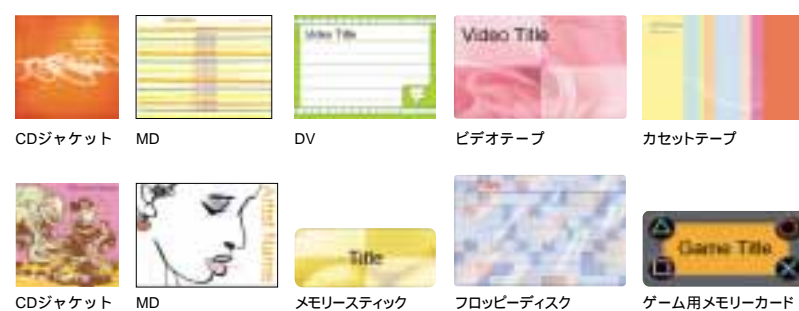 Video Title
Video Title
CDジャケット
MD
DV
ビデオテープ
カセットテープ
Title
Game Title
CDジャケット
MD
メモリースティック
フロッピーディスク
ゲーム用メモリーカード